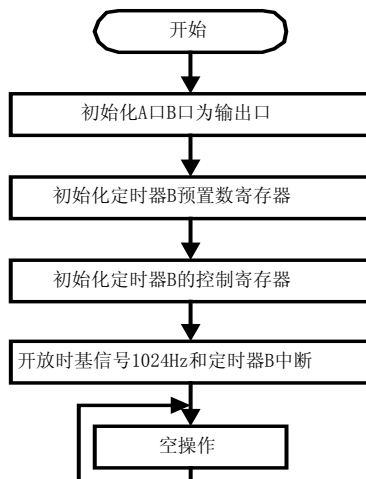 开始
初始化A口B口为输出口
初始化定时器B预置数寄存器
初始化定时器B的控制寄存器
开放时基信号1024Hz和定时器B中断
空操作